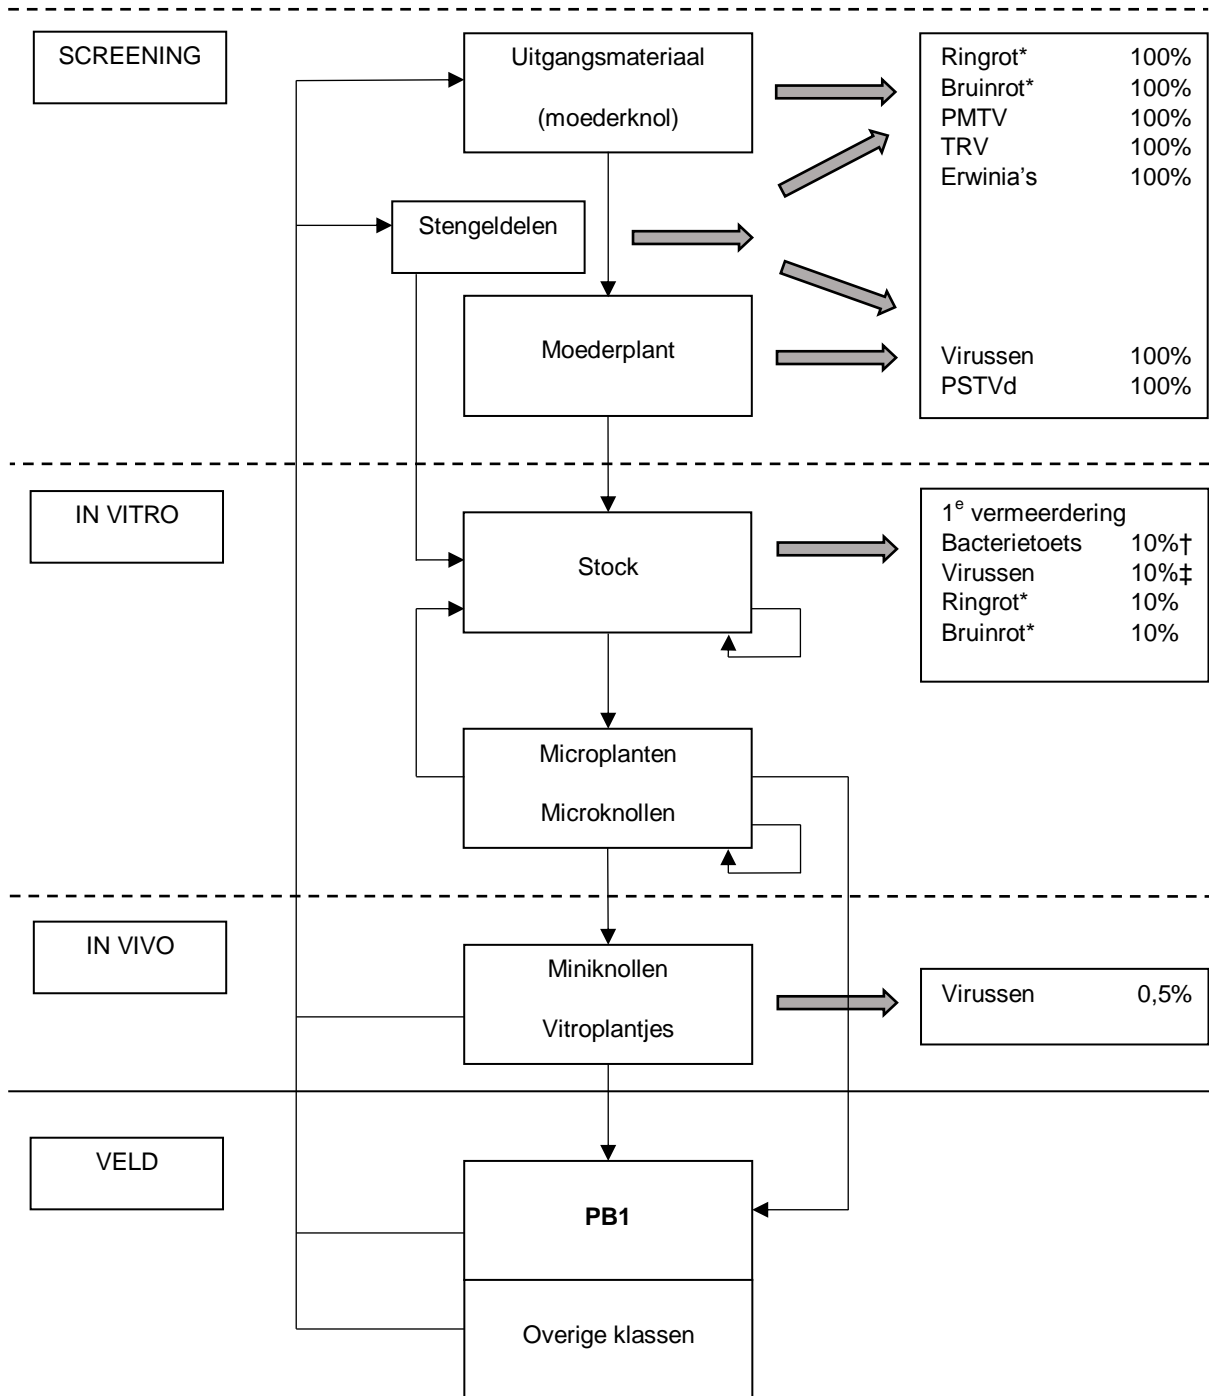 SCREENING
Uitgangsmateriaal
(moederknol)
Ringrot* 100%
Bruinrot* 100%
PMTV 100%
TRV 100%
Erwinia’s 100%
Stengeldelen
Moederplant
Virussen 100%
PSTVd 100%
IN VITRO
Stock
1e vermeerdering
Bacterietoets 10%†
Virussen 10%‡
Ringrot* 10%
Bruinrot* 10%
Microplanten
Microknollen
IN VIVO
Miniknollen
Vitroplantjes
Virussen 0,5%
VELD
PB1
Overige klassen